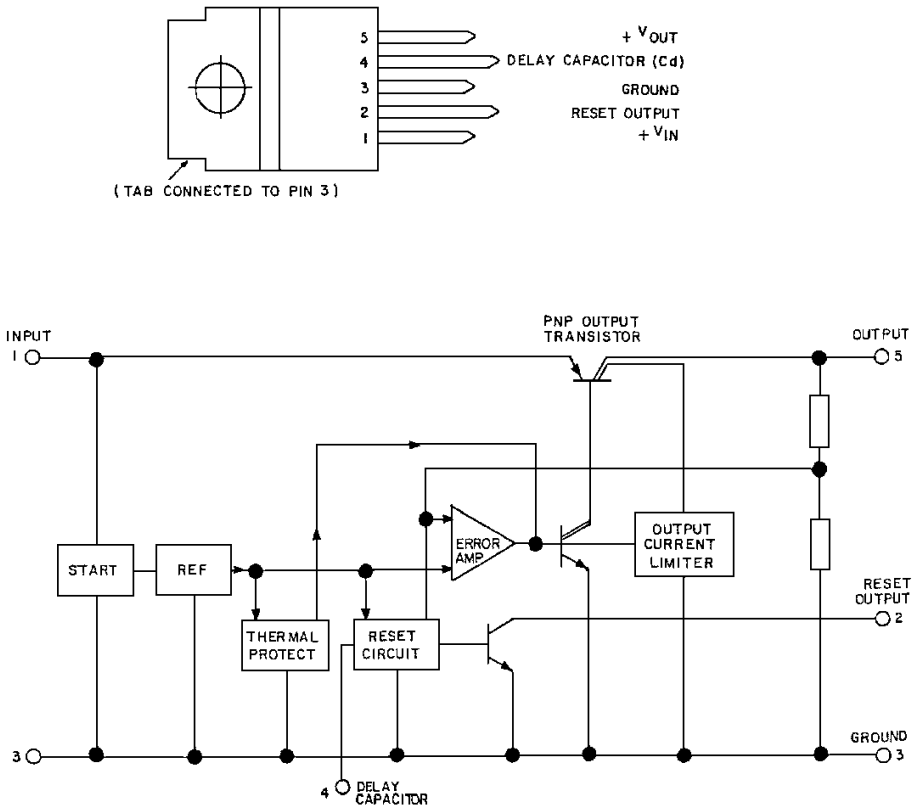 5 + VOUT
4 DELAY CAPACITOR (Cd)
3 GROUND
2 RESET OUTPUT
1 + VIN
(TAB CONNECTED TO PIN 3)
PNP OUTPUT
TRANSISTOR
INPUT
1
OUTPUT
5
ERROR
AMP.
OUTPUT
CURRENT
LIMITER
START
REF
RESET
OUTPUT
2
THERMAL
PROTECT
RESET
CIRCUIT
3
GROUND
3
4 DELAY
CAPACITOR